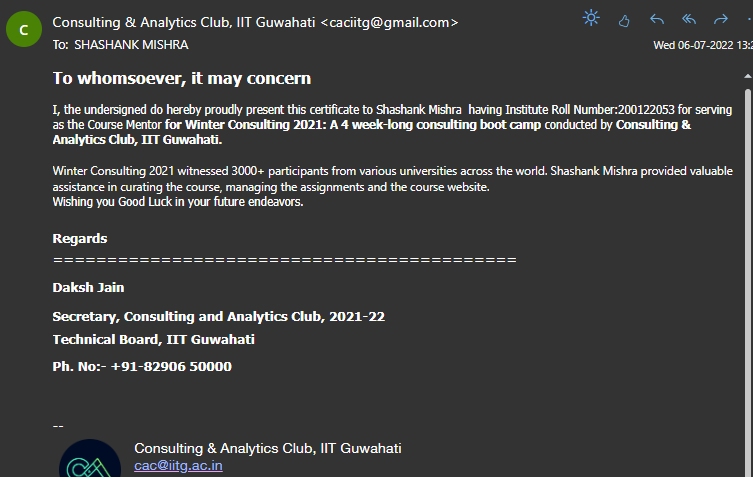 C
Consulting & Analytics Club, IIT Guwahati <caciitg@gmail.com>
To: SHASHANK MISHRA
Wed 06-07-2022
To whomsoever, it may concern
I, the undersigned do hereby proudly present this certificate to Shashank Mishra having Institute Roll Number:200122053 for serving
as the Course Mentor for Winter Consulting 2021: A 4 week-long consulting boot camp conducted by Consulting &
Analytics Club, IIT Guwahati.
Winter Consulting 2021 witnessed 3000+ participants from various universities across the world. Shashank Mishra provided valuable
assistance in curating the course, managing the assignments and the course website.
Wishing you Good Luck in your future endeavors.
Regards
===========================================
Daksh Jain
Secretary, Consulting and Analytics Club, 2021-22
Technical Board, IIT Guwahati
Ph. No:- +91-82906 50000
--
Consulting & Analytics Club, IIT Guwahati
cac@iitg.ac.in